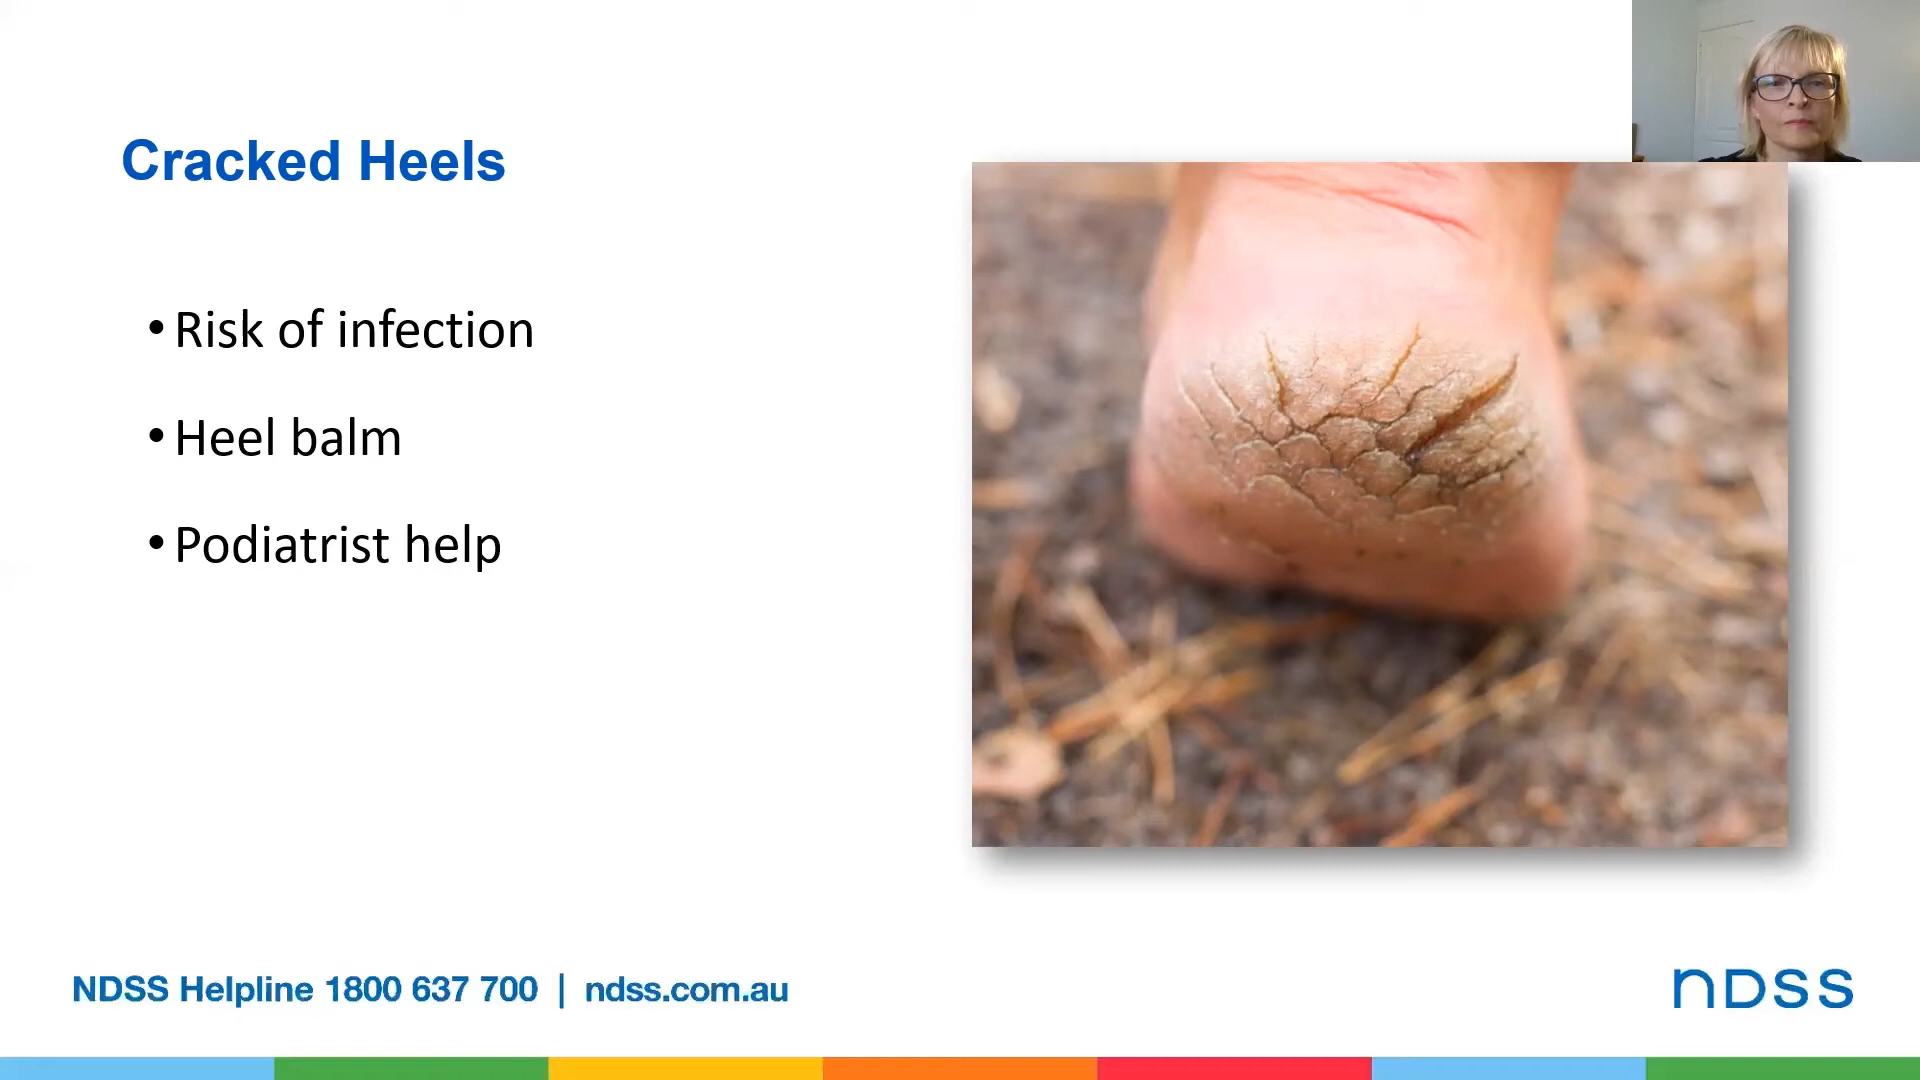 Cracked Heels
•Risk of infection
•Heel balm
•Podiatrist help
NDSS Helpline 1800 637 700 | ndss.com.au
NDSS